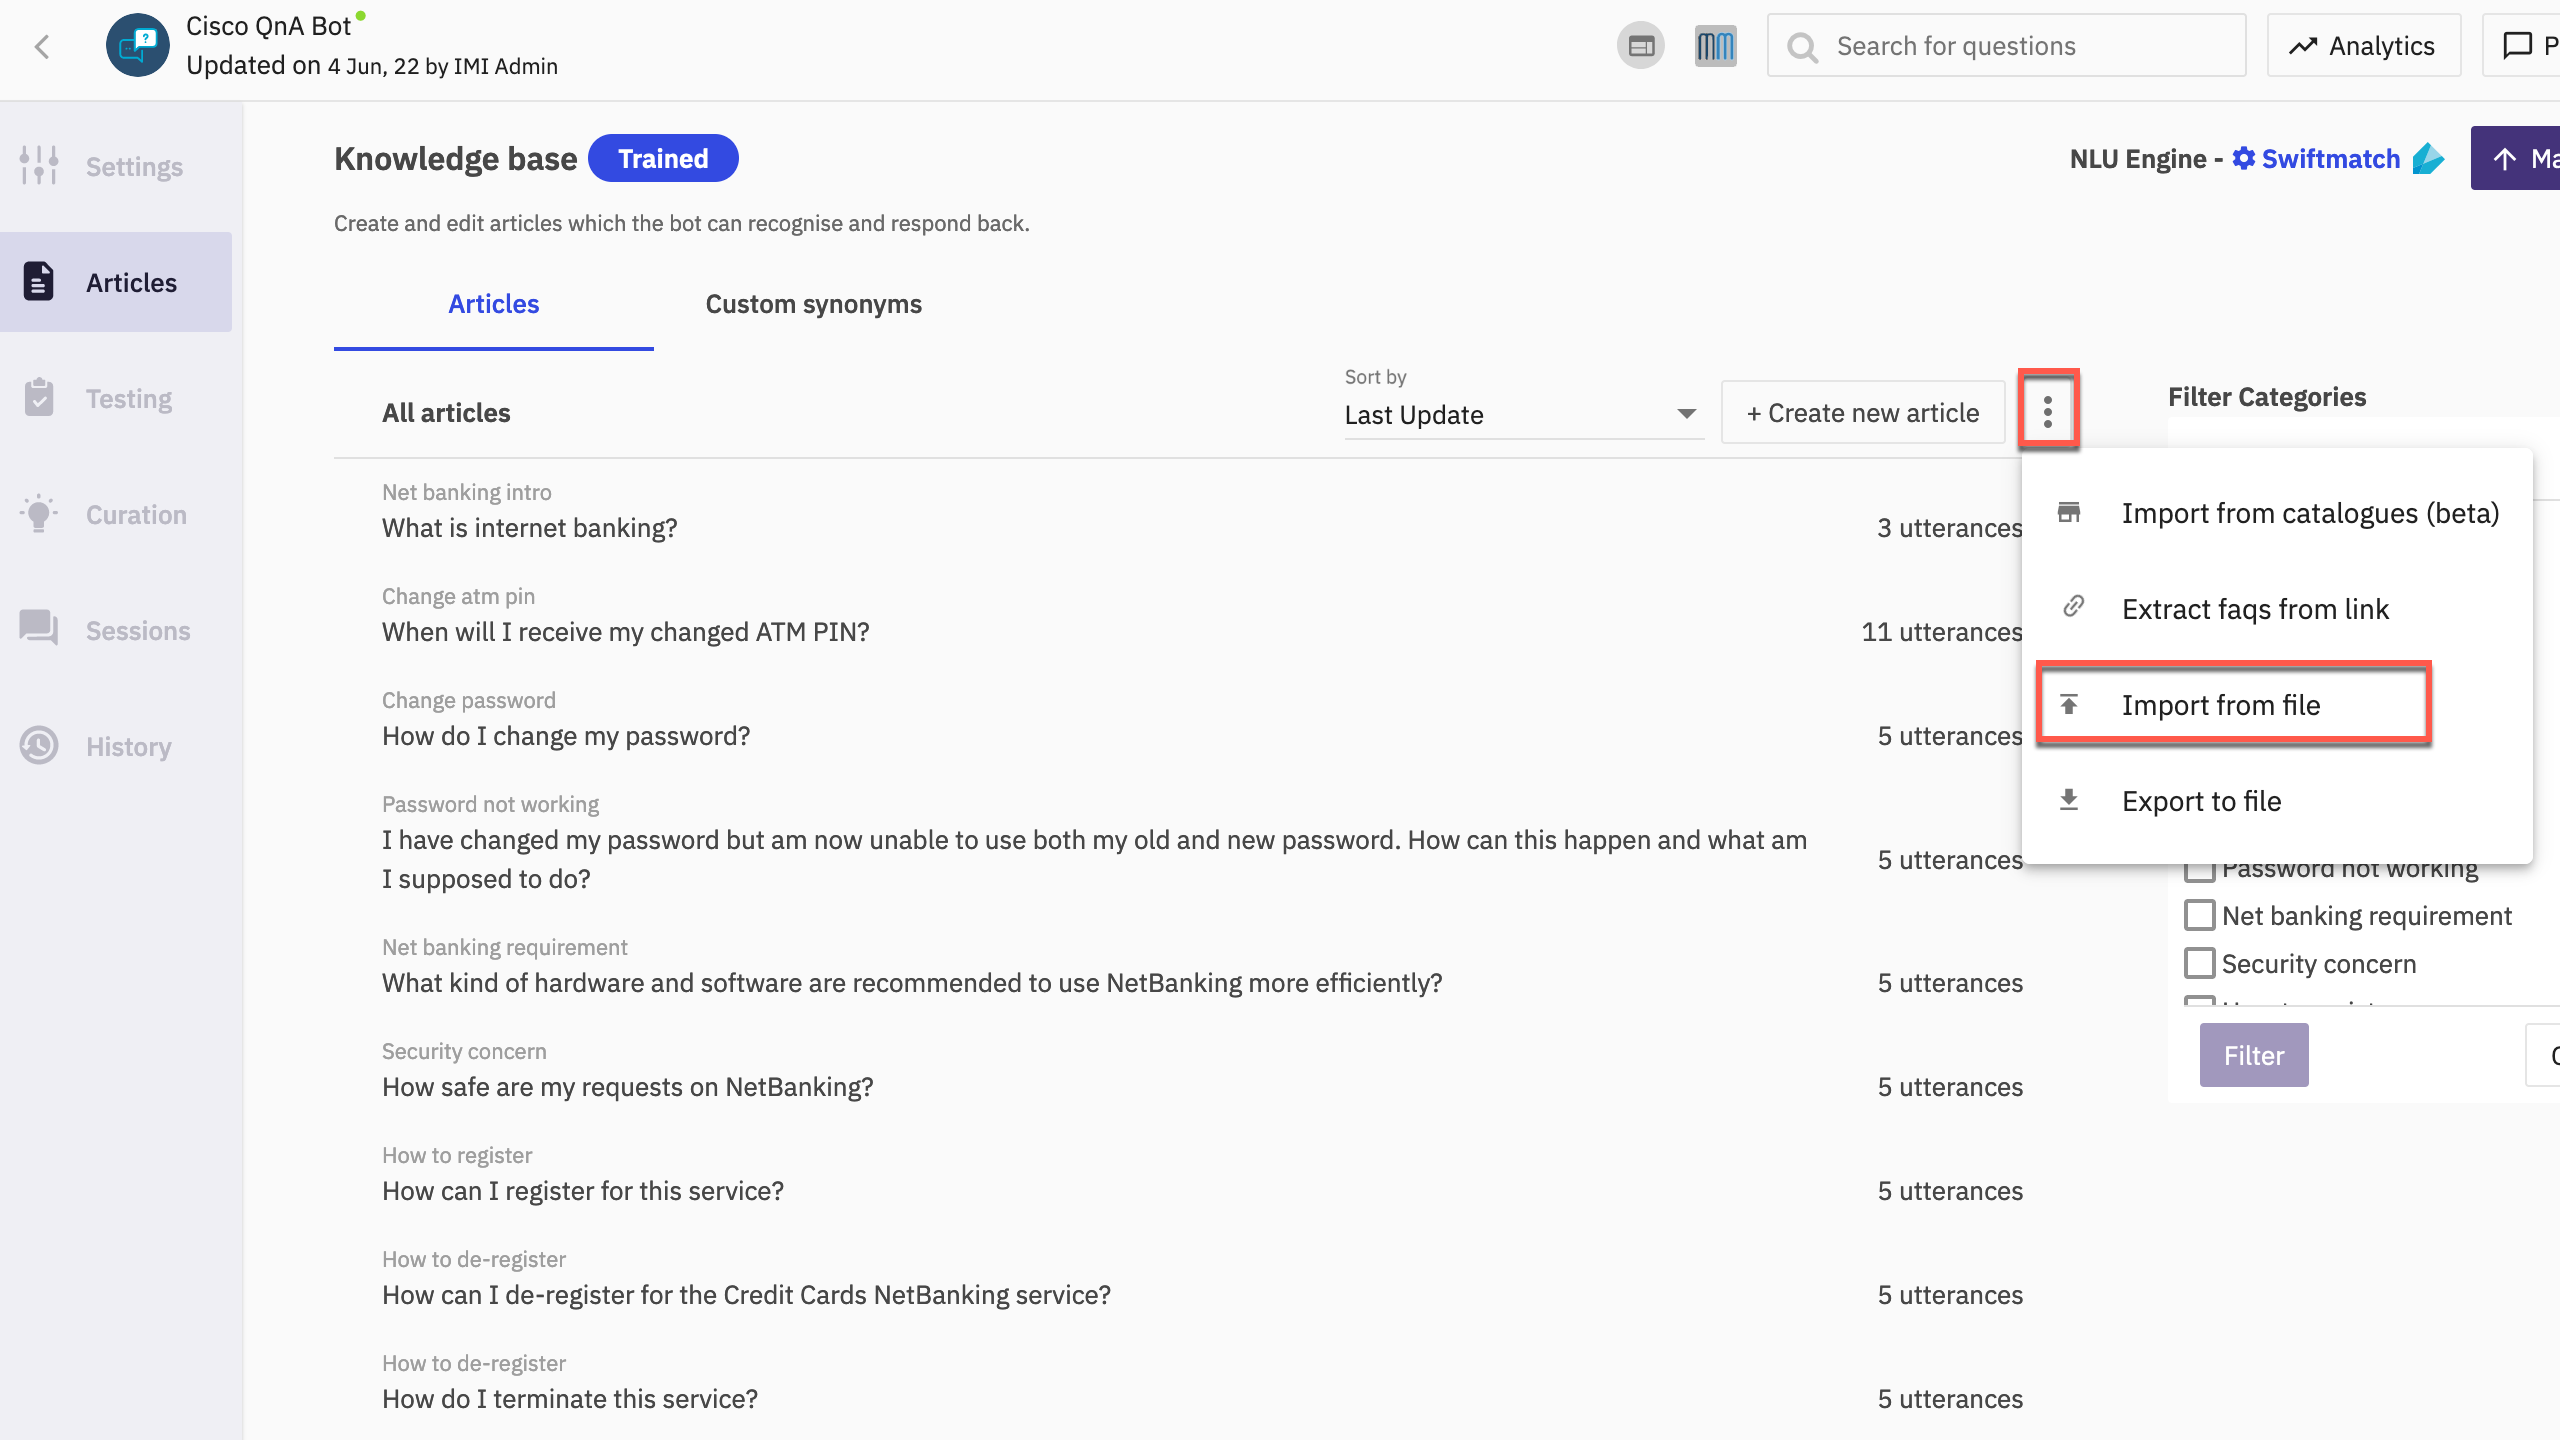 Cisco QnA Bot
Updated on 4 Jun, 22 by IMI Admin
Search for questions
Analytics
P
Settings
Articles
Testing
Curation
Sessions
History
Knowledge base
Trained
NLU Engine - Swiftmatch
Ma
Create and edit articles which the bot can recognise and respond back.
Articles
Custom synonyms
All articles
Sort by
Last Update
+ Create new article
Filter Categories
Import from catalogues (beta)
Extract faqs from link
Import from file
Export to file
Net banking intro
What is internet banking?
3 utterances
Change atm pin
When will I receive my changed ATM PIN?
11 utterances
Change password
How do I change my password?
5 utterances
Password not working
I have changed my password but am now unable to use both my old and new password. How can this happen and what am
I supposed to do?
5 utterances
Net banking requirement
What kind of hardware and software are recommended to use NetBanking more efficiently?
5 utterances
Security concern
How safe are my requests on NetBanking?
5 utterances
How to register
How can I register for this service?
5 utterances
How to de-register
How can I de-register for the Credit Cards NetBanking service?
5 utterances
How to de-register
How do I terminate this service?
5 utterances
Password not working
Net banking requirement
Security concern
Filter